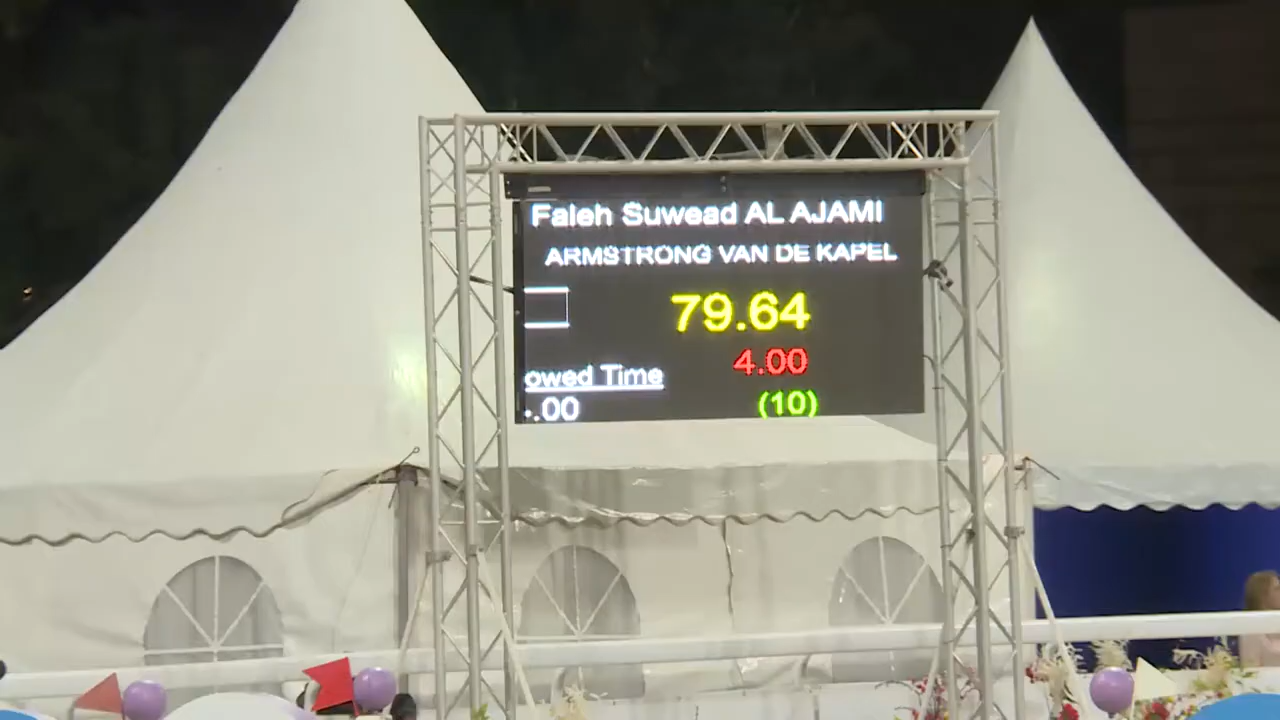 Faleh Suwead AL AJAMI
ARMSTRONG VAN DE KAPEL
79.64
4.00
owed Time
.00
(10)